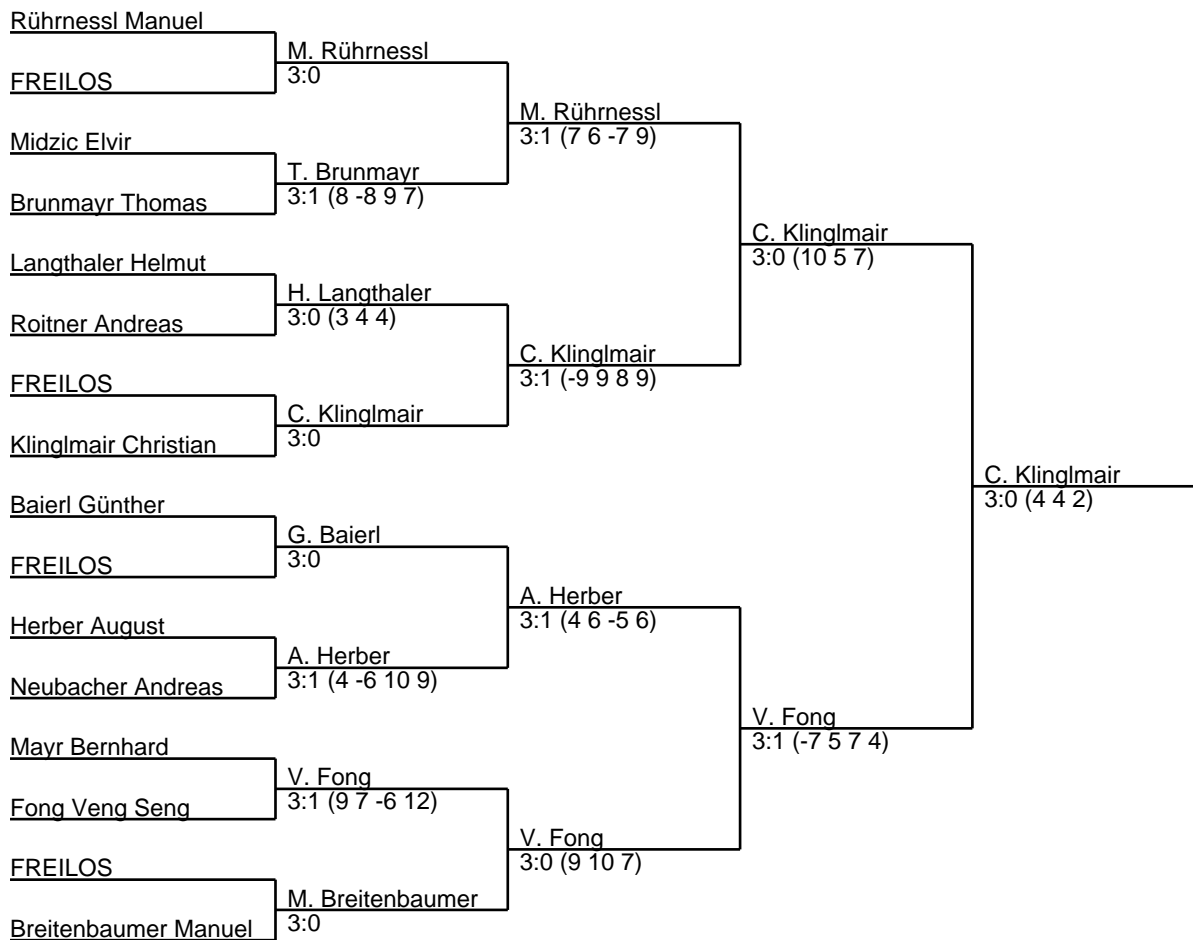 Rührnessl Manuel
FREILOS
Midzic Elvir
Brunmayr Thomas
Langthaler Helmut
Roitner Andreas
FREILOS
Klinglmair Christian
Baierl Günther
FREILOS
Herber August
Neubacher Andreas
Mayr Bernhard
Fong Veng Seng
FREILOS
Breitenbaumer Manuel
M. Rührnessl
3:0
T. Brunmayr
3:1 (8 -8 9 7)
H. Langthaler
3:0 (3 4 4)
C. Klinglmair
3:0
G. Baierl
3:0
A. Herber
3:1 (4 -6 10 9)
V. Fong
3:1 (9 7 -6 12)
M. Breitenbaumer
3:0
M. Rührnessl
3:1 (7 6 -7 9)
C. Klinglmair
3:1 (-9 9 8 9)
A. Herber
3:1 (4 6 -5 6)
V. Fong
3:0 (9 10 7)
C. Klinglmair
3:0 (10 5 7)
V. Fong
3:1 (-7 5 7 4)
C. Klinglmair
3:0 (4 4 2)